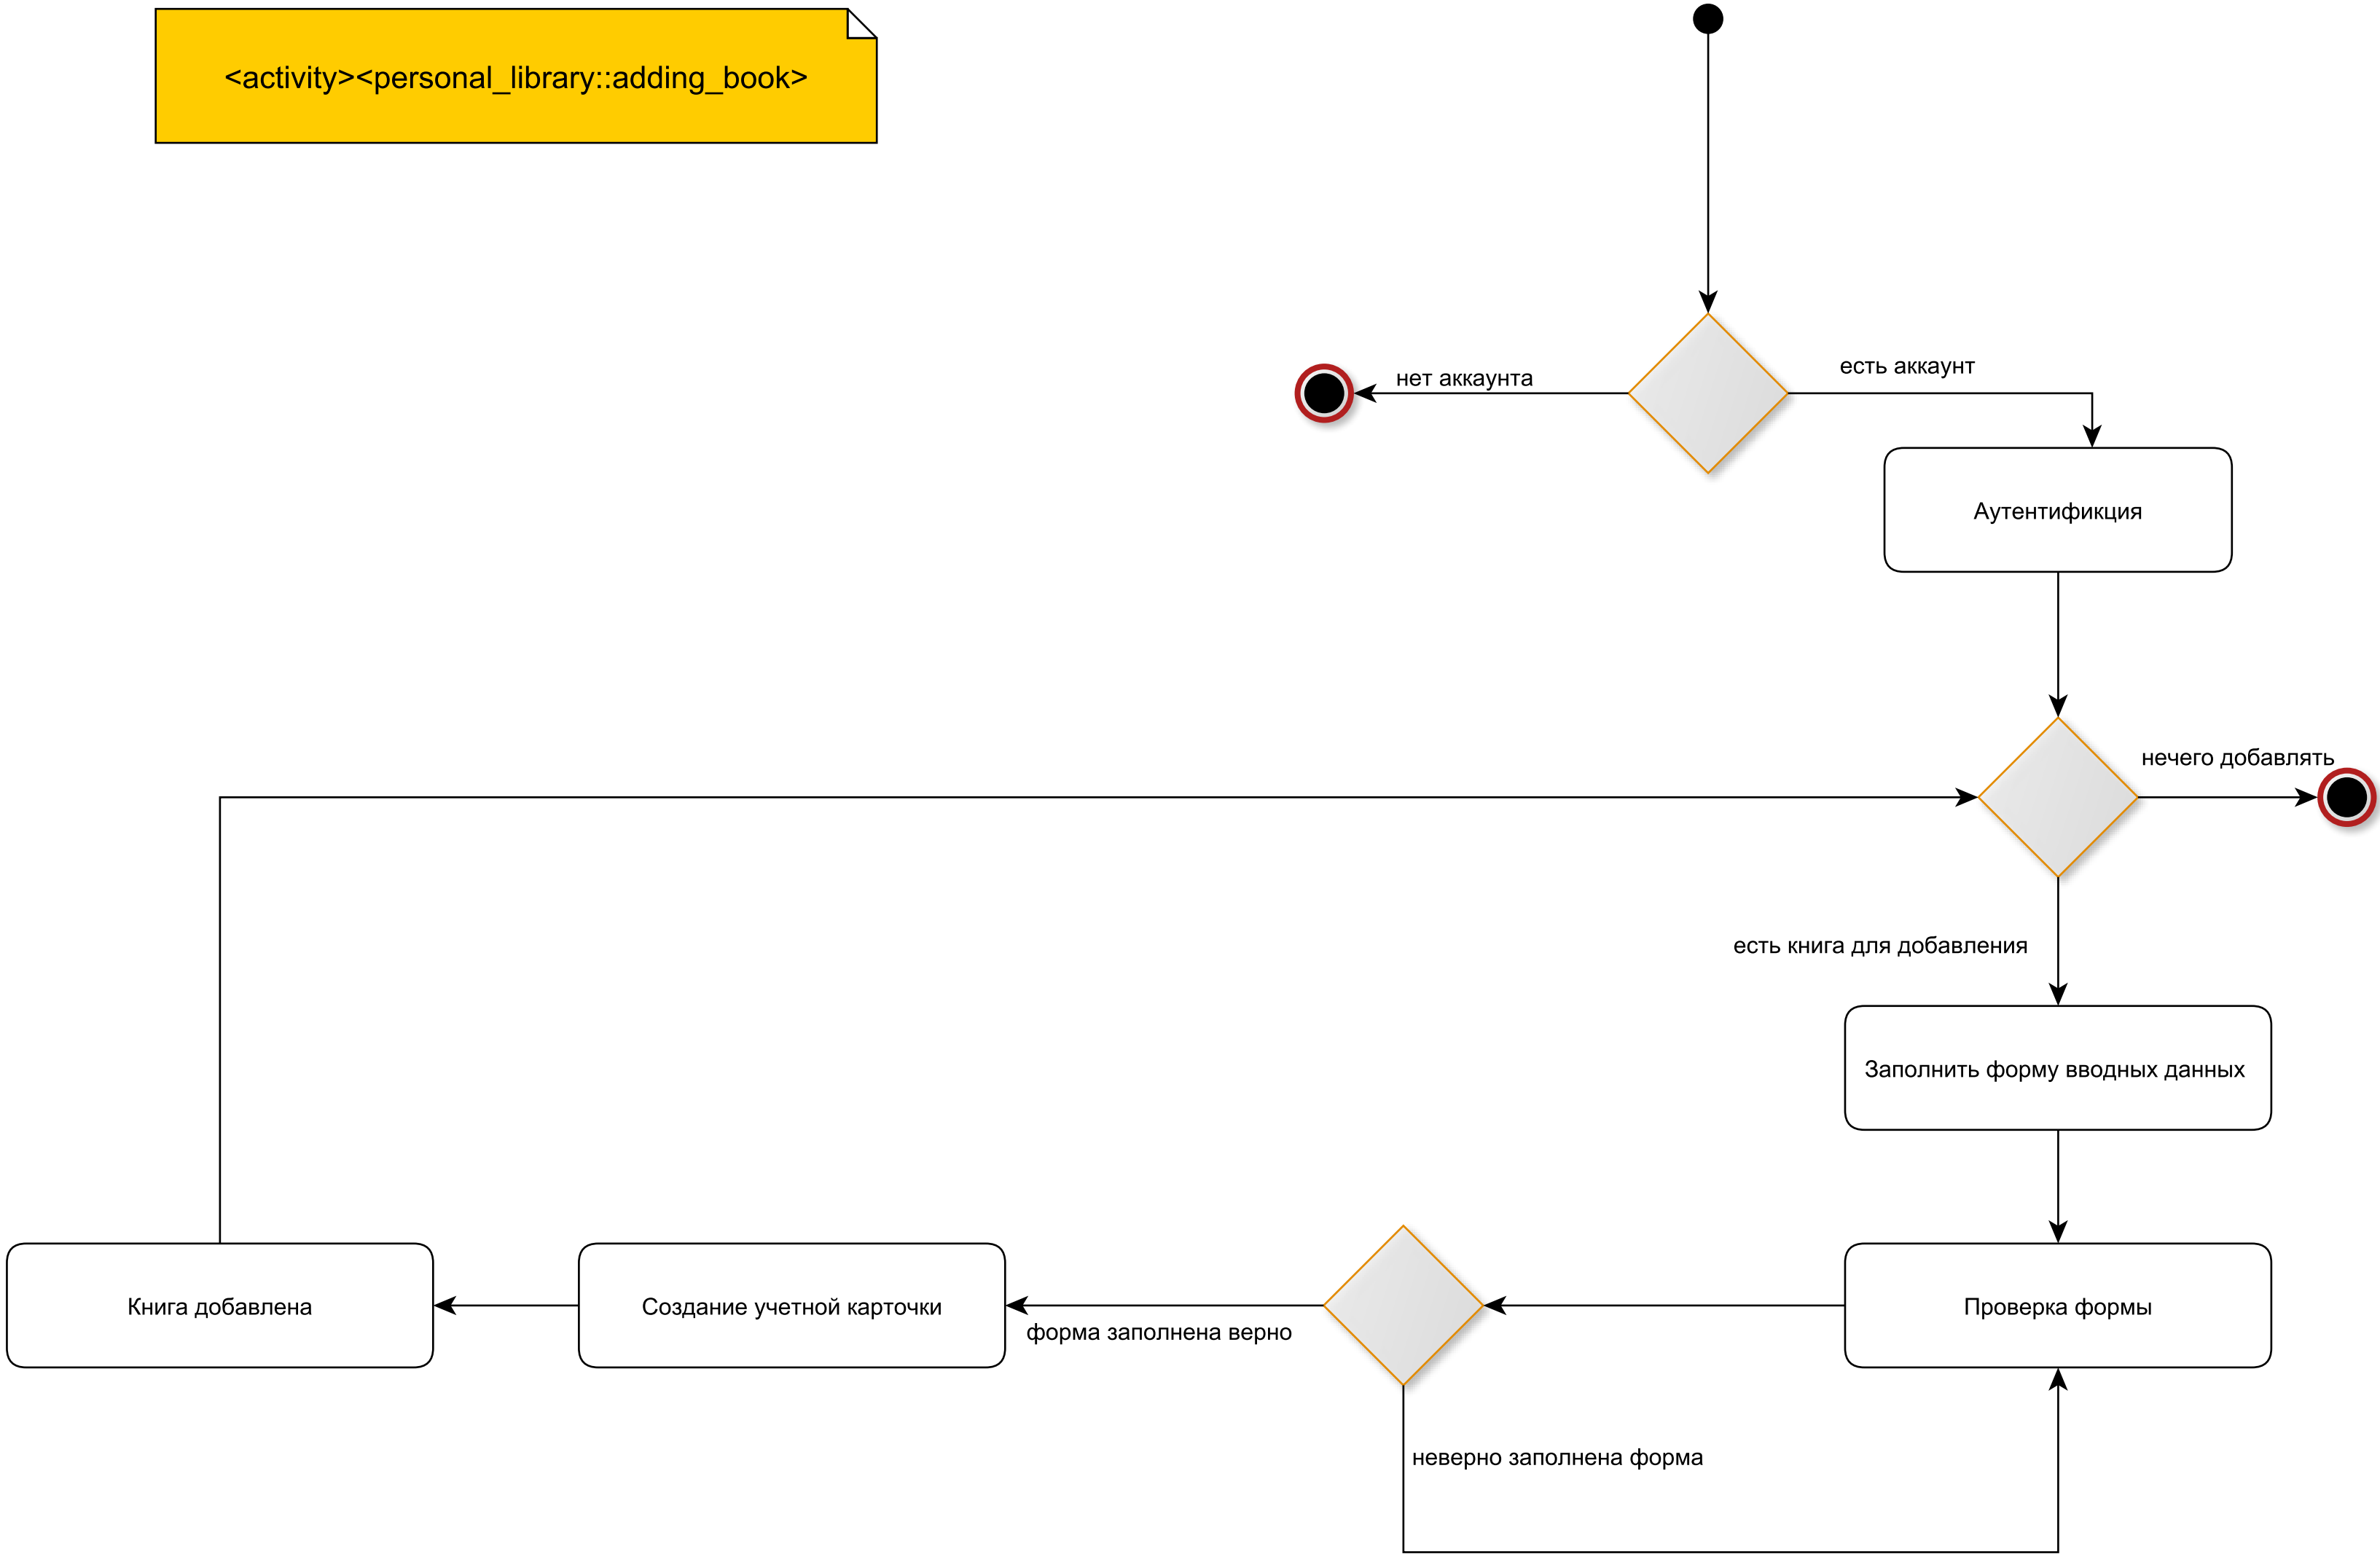 <activity><personal_library::adding_book>
нет аккаунта
есть аккаунт
Аутентификция
нечего добавлять
есть книга для добавления
Заполнить форму вводных данных
Книга добавлена
Создание учетной карточки
форма заполнена верно
Проверка формы
неверно заполнена форма